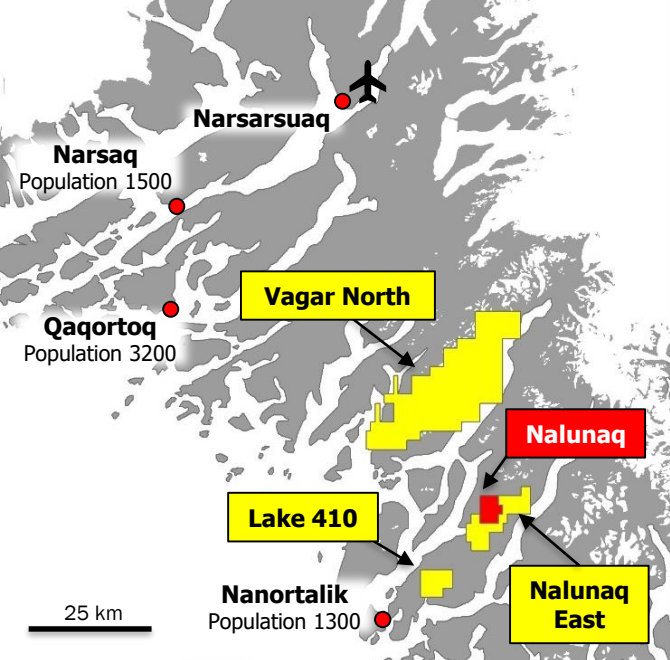 Narsarsuaq
Narsaq
Population 1500
Vagar North
Qaqortoq
Population 3200
Nalunaq
Lake 410
Nalunaq
East
Nanortalik
Population 1300
25 km